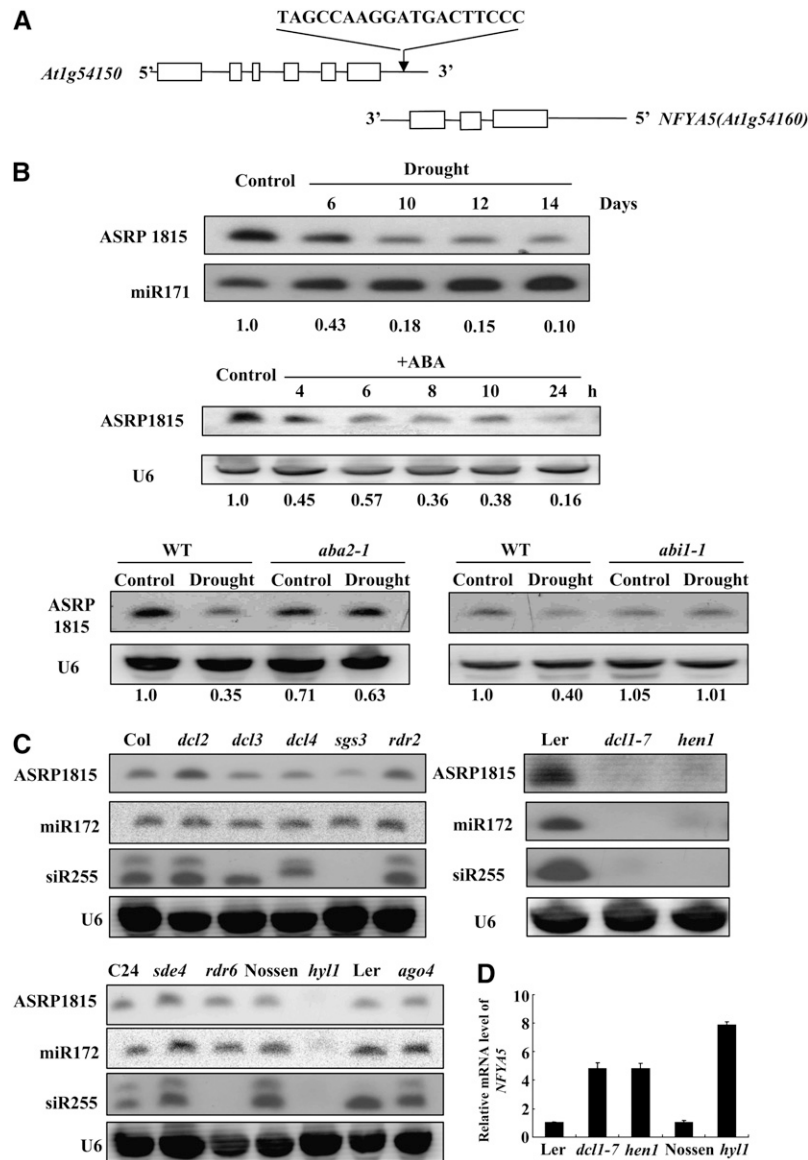 A
TAGCCAAGGATGACTTCCC
At1g54150 5' 3'
3' 5' NFYA5(At1g54160)
B
Control Drought
6 10 12 14 Days
ASRP 1815
miR171
1.0 0.43 0.18 0.15 0.10
Control +ABA
4 6 8 10 24 h
ASRP1815
U6
1.0 0.45 0.57 0.36 0.38 0.16
WT aba2-1 WT abi1-1
Control Drought Control Drought Control Drought Control Drought
ASRP
1815
U6
1.0 0.35 0.71 0.63 1.0 0.40 1.05 1.01
C
Col dcl2 dcl3 dcl4 sgs3 rdr2
ASRP1815
miR172
siR255
U6
Ler dcl1-7 hen1
ASRP1815
miR172
siR255
U6
C24 sde4 rdr6 Nossen hyl1 Ler ago4
ASRP1815
miR172
siR255
U6
D
Relative mRNA level of
NFYA5
10
8
6
4
2
0
Ler dcl1-7 hen1 Nossen hyl1